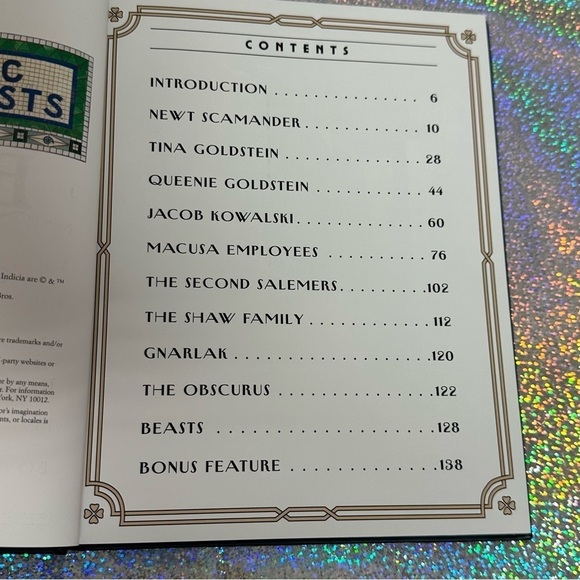 C
STS
Indicia are © & ™
ros.
re trademarks and/or
-party websites or
or by any means,
r. For information
York, NY 10012.
or's imagination
nts, or locales is
CONTENTS
INTRODUCTION . . . . . . . . . . . . . . 6
NEWT SCAMANDER . . . . . . . . . . . 10
TINA GOLDSTEIN . . . . . . . . . . . . . 28
QUEENIE GOLDSTEIN . . . . . . . . . . 44
JACOB KOWALSKI . . . . . . . . . . . . 60
MACUSA EMPLOYEES . . . . . . . . . 76
THE SECOND SALEMERS . . . . . . . . 102
THE SHAW FAMILY . . . . . . . . . . . 112
GNARLAK . . . . . . . . . . . . . . . . . 120
THE OBSCURUS . . . . . . . . . . . . . . 122
BEASTS . . . . . . . . . . . . . . . . . . 128
BONUS FEATURE . . . . . . . . . . . . 138